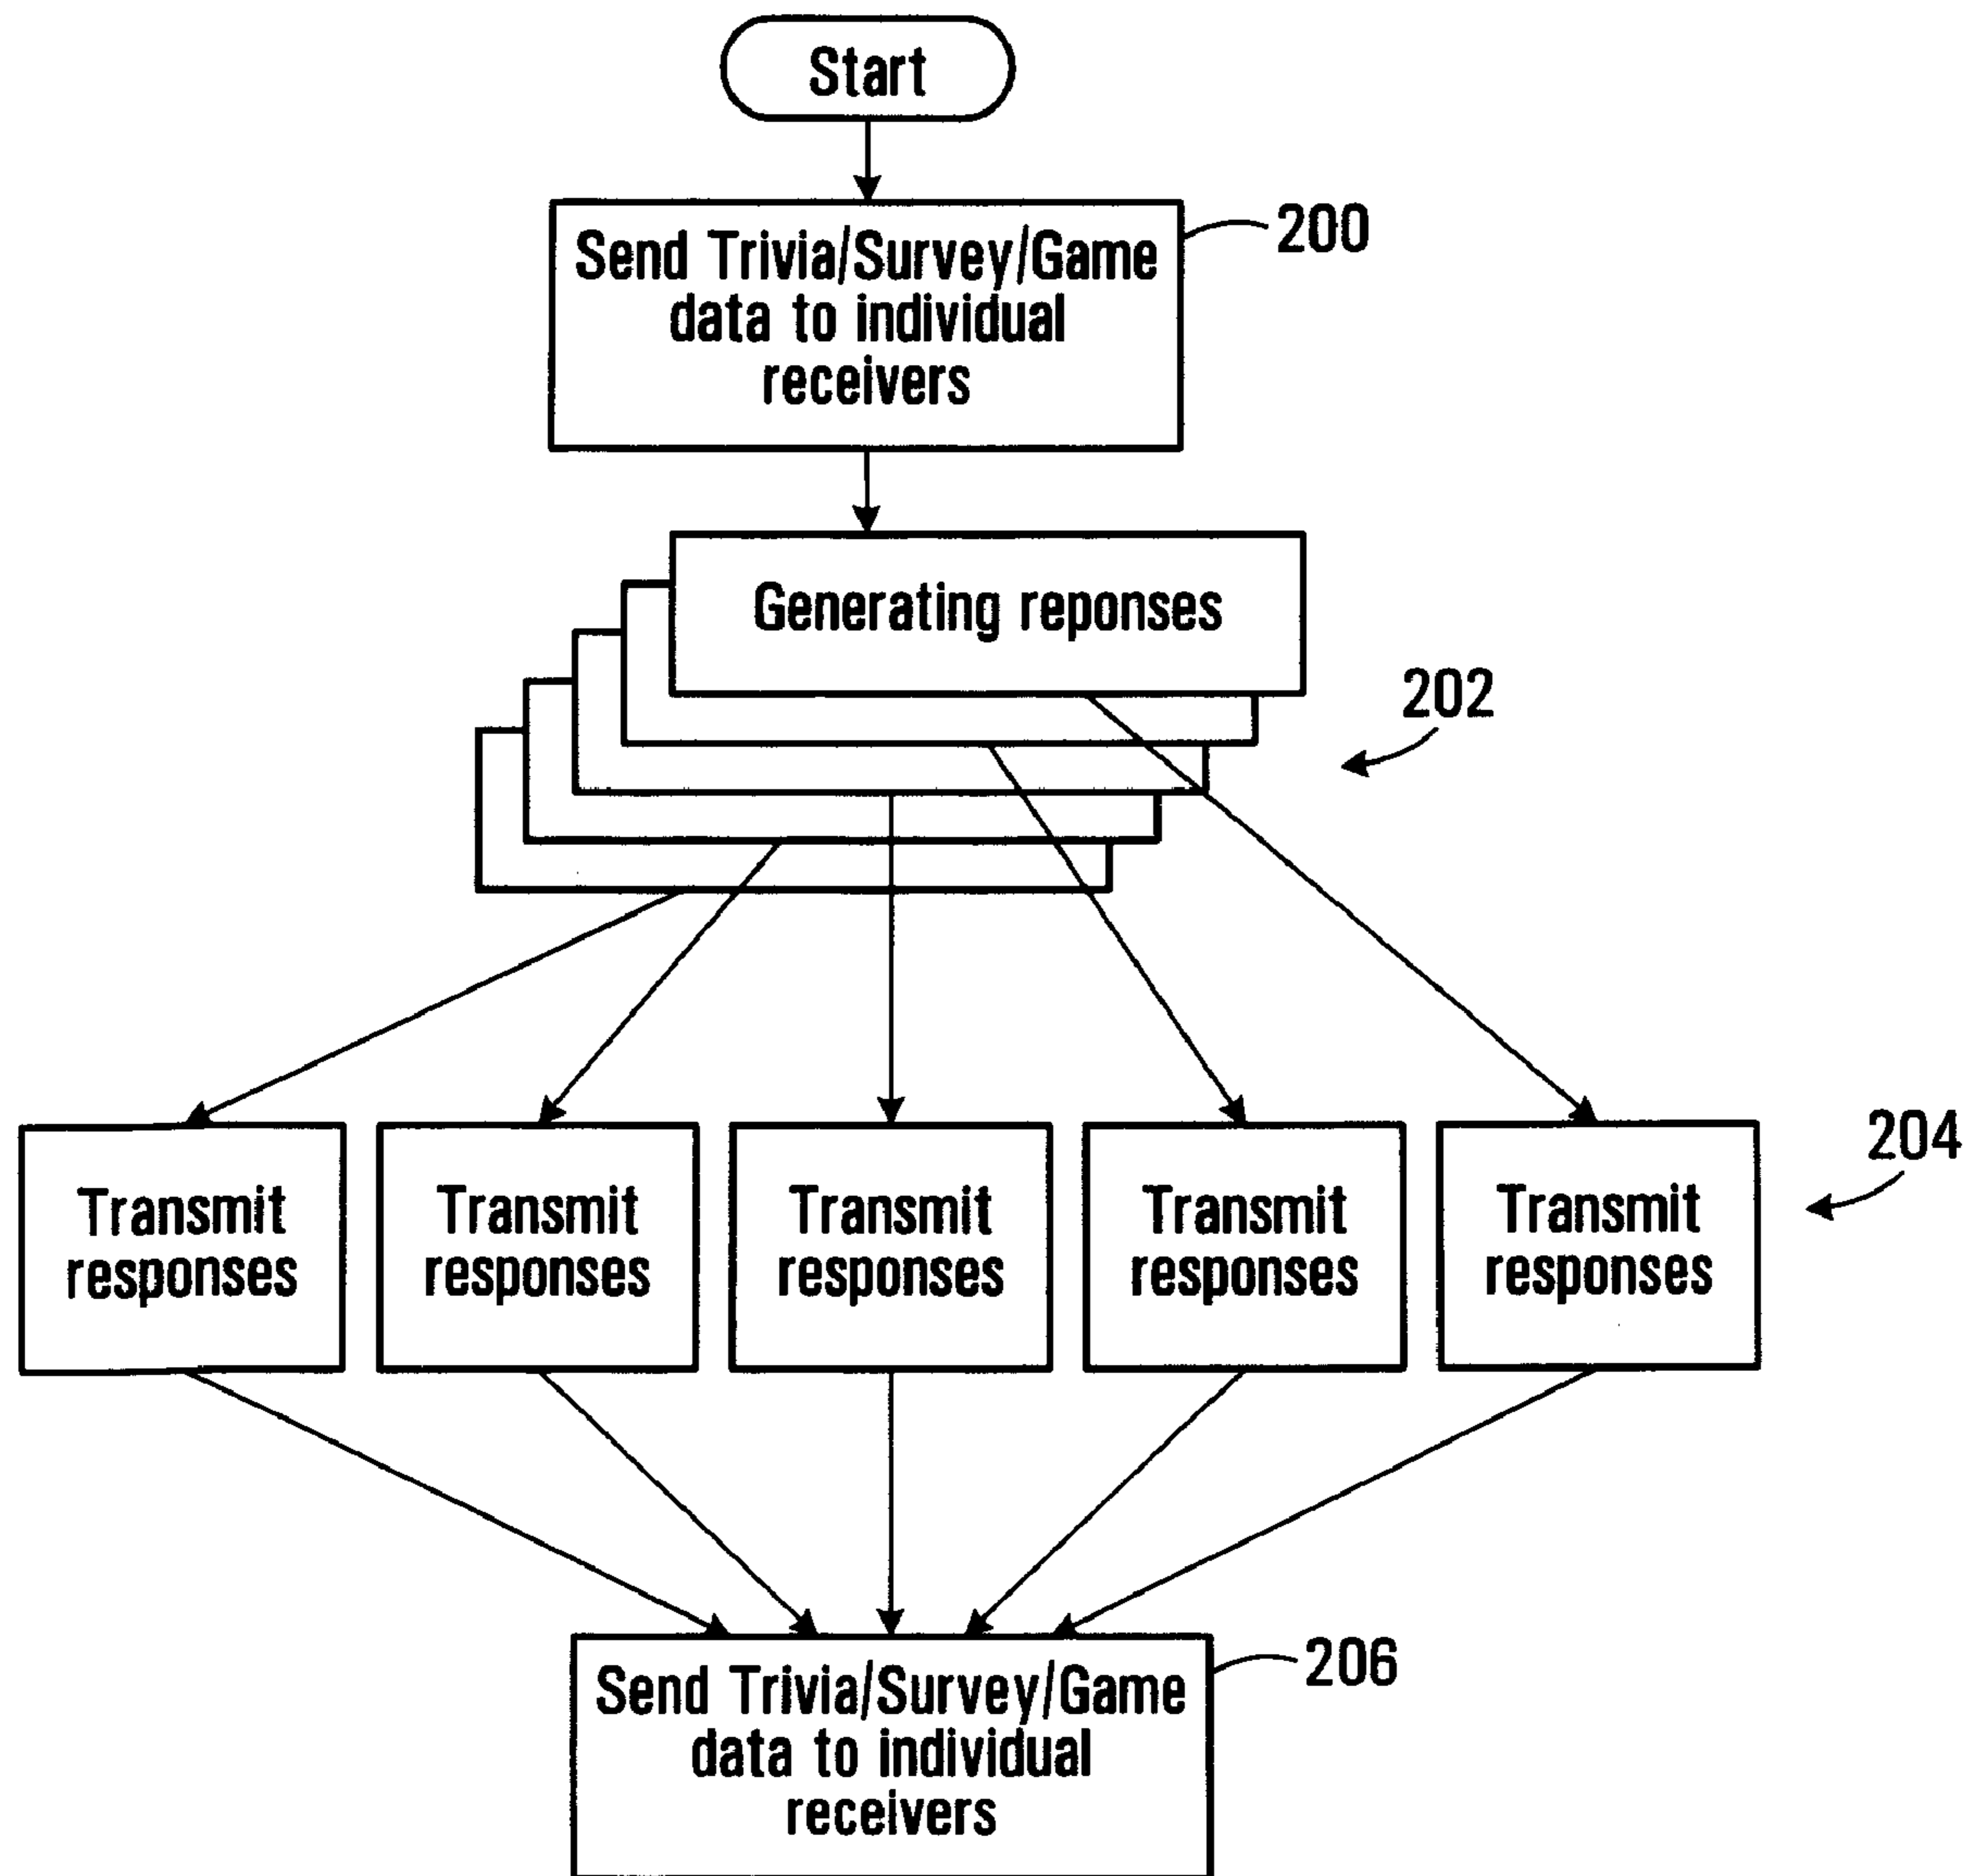 Start
Send Trivia/Survey/Game
data to individual
receivers
200
Generating reponses
202
204
Transmit
responses
Transmit
responses
Transmit
responses
Transmit
responses
Transmit
responses
Send Trivia/Survey/Game
data to individual
receivers
206